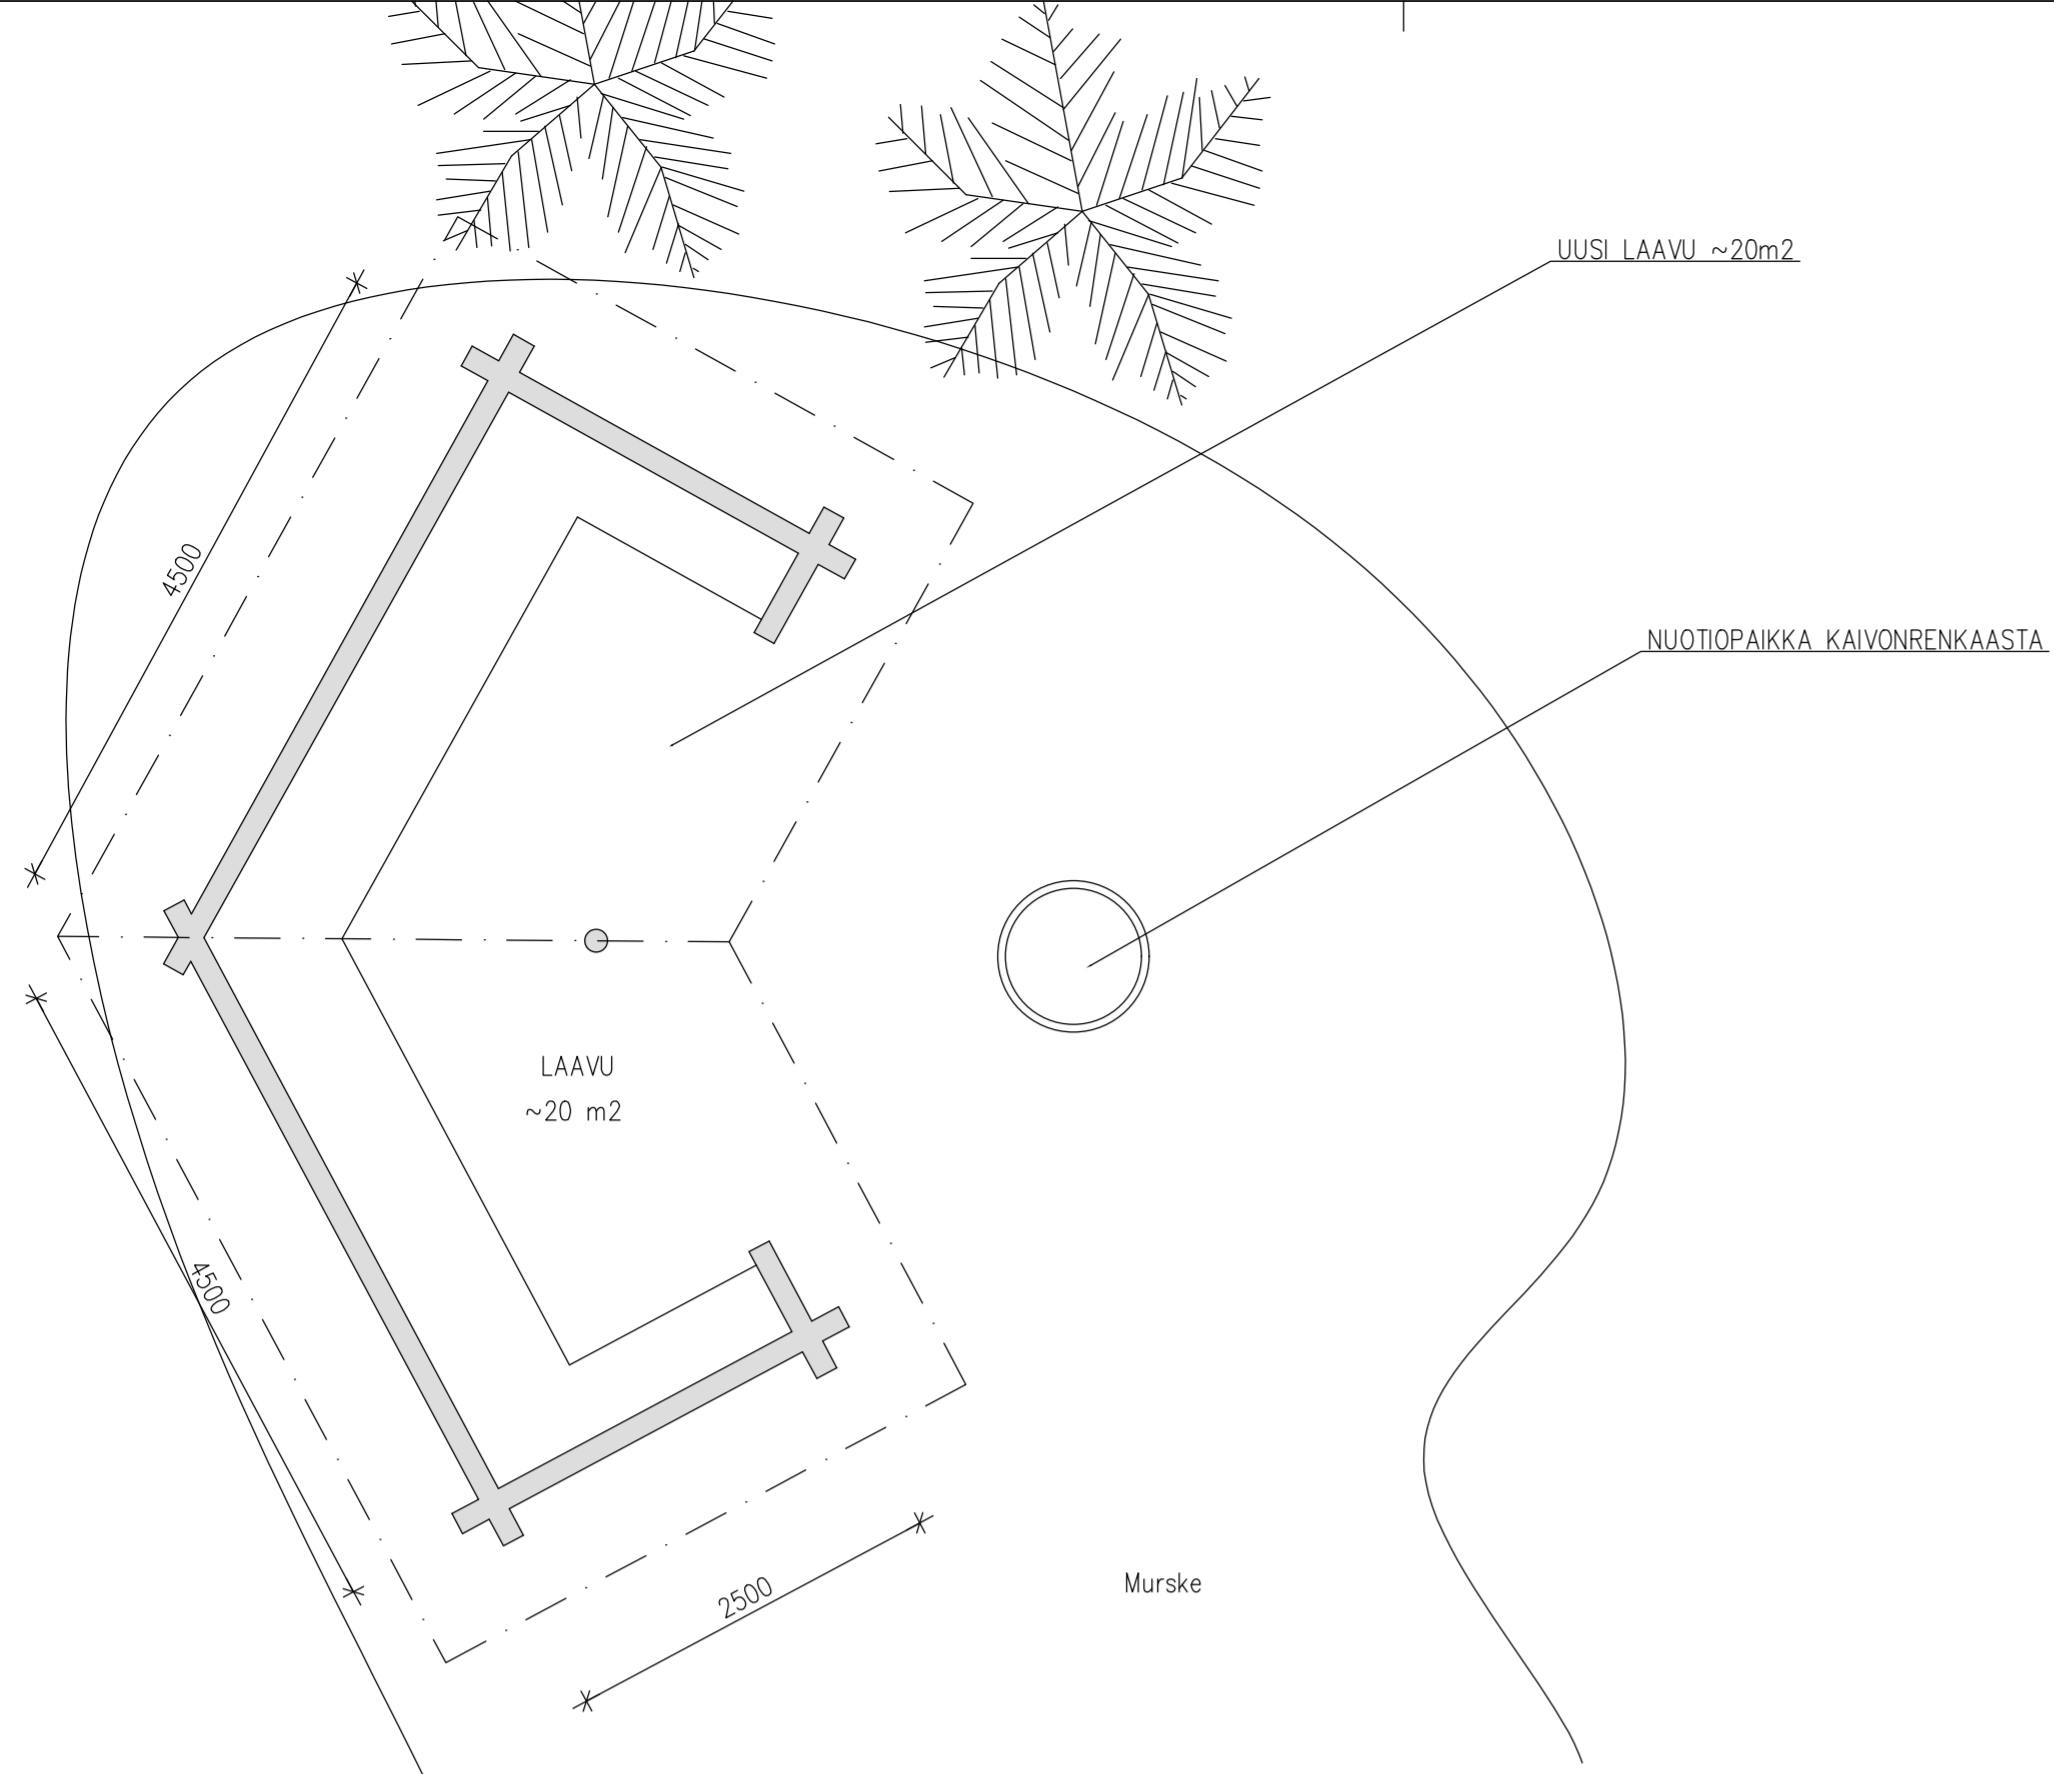 UUSI LAAVU ~20m2
4500
NUOTIOPAIKKA KAIVONRENKAASTA
LAAVU
~20 m2
4500
2500
Murske